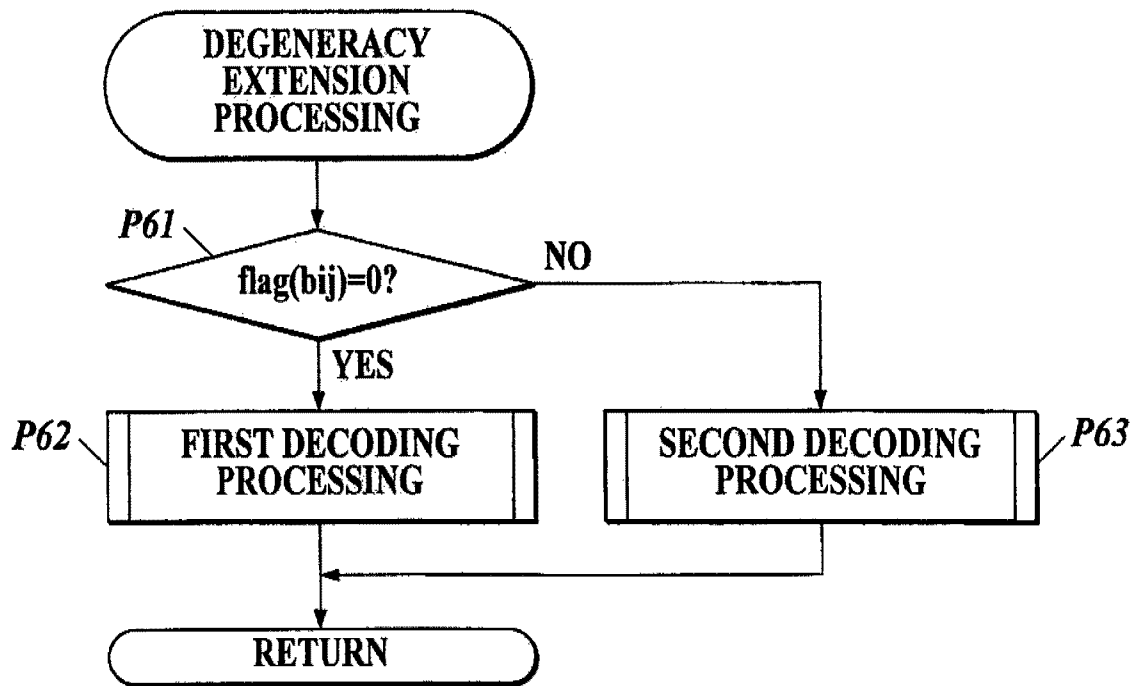 DEGENERACY
EXTENSION
PROCESSING
P61
flag(bij)=0?
NO
YES
P62
FIRST DECODING
PROCESSING
SECOND DECODING
PROCESSING
P63
RETURN